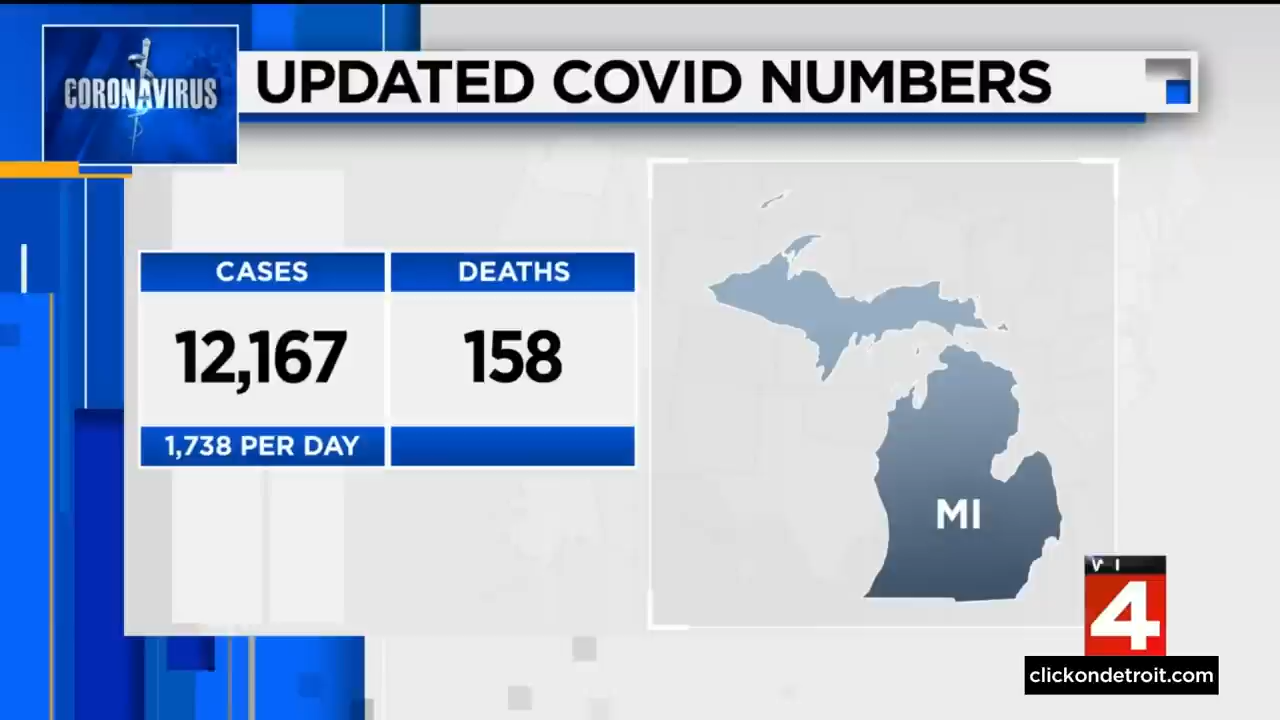 CORONAVIRUS
UPDATED COVID NUMBERS
CASES
DEATHS
12,167
158
1,738 PER DAY
MI
4
clickondetroit.com